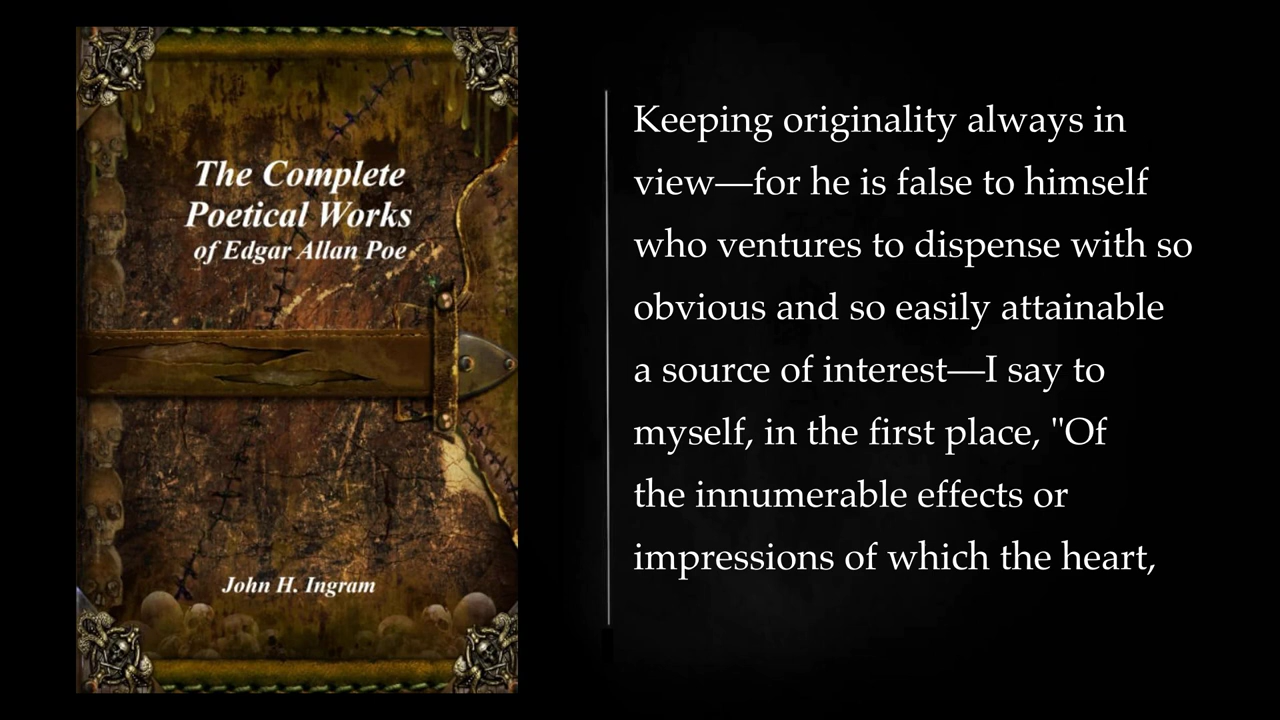 The Complete
Poetical Works
of Edgar Allan Poe
John H. Ingram
Keeping originality always in
view—for he is false to himself
who ventures to dispense with so
obvious and so easily attainable
a source of interest—I say to
myself, in the first place, "Of
the innumerable effects or
impressions of which the heart,